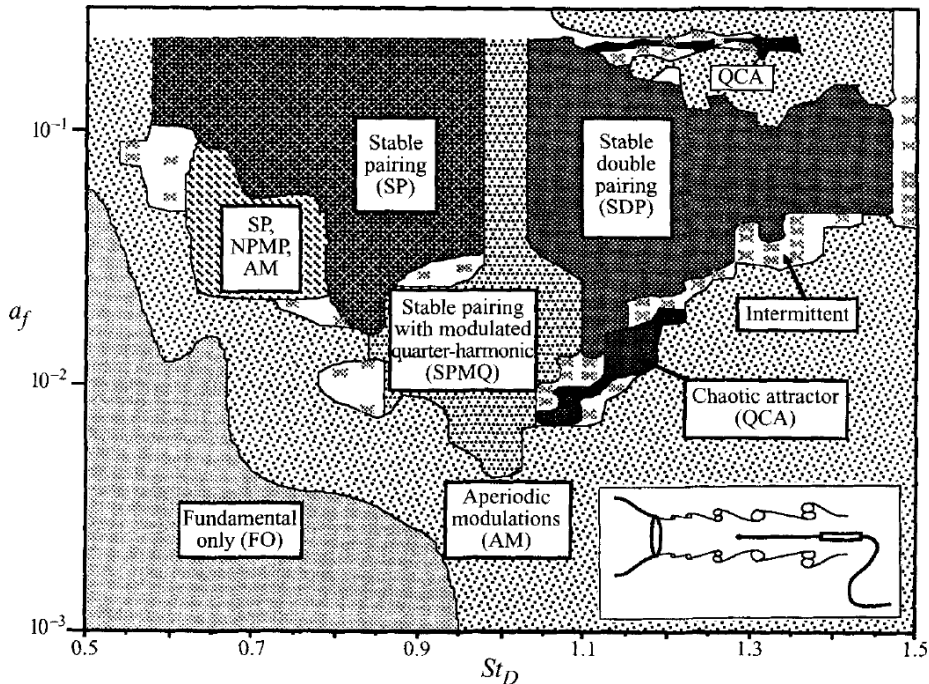 QCA
10⁻¹
Stable
pairing
(SP)
Stable
double
pairing
(SDP)
SP,
NPMP,
AM
a_f
Stable pairing
with modulated
quarter-harmonic
(SPMQ)
Intermittent
10⁻²
Chaotic attractor
(QCA)
Fundamental
only (FO)
Aperiodic
modulations
(AM)
10⁻³
0.5 0.7 0.9 1.1 1.3 1.5
St_D